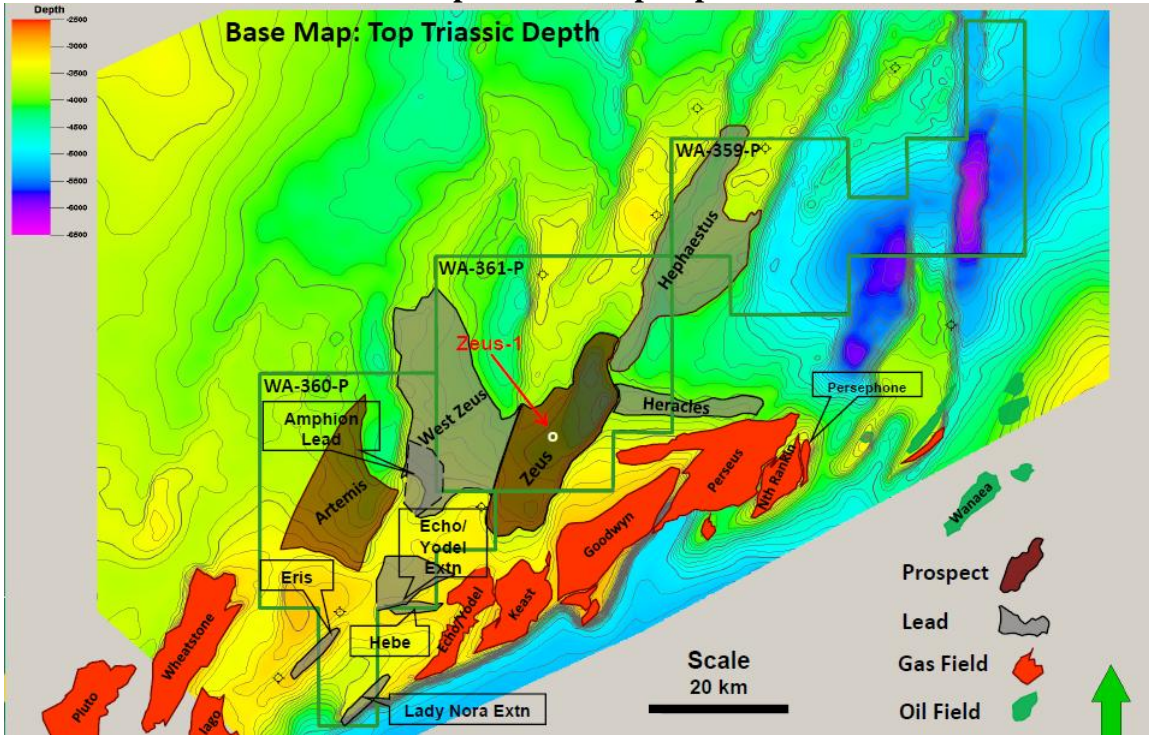 Depth
-2500
-3000
-3500
-4000
-4500
-5000
-5500
-6000
-6500
Base Map: Top Triassic Depth
WA-359-P
Hephaestus
WA-361-P
Zeus-1
WA-360-P
Amphion
Lead
West Zeus
Heracles
Persephone
Artemis
Zeus
Perseus
Nth Rankin
Goodwyn
Wanaea
Echo/
Yodel
Extn
Eris
Hebe
Echo/Yodel
Keast
Wheatstone
Pluto
Iago
Lady Nora Extn
Scale
20 km
Prospect
Lead
Gas Field
Oil Field